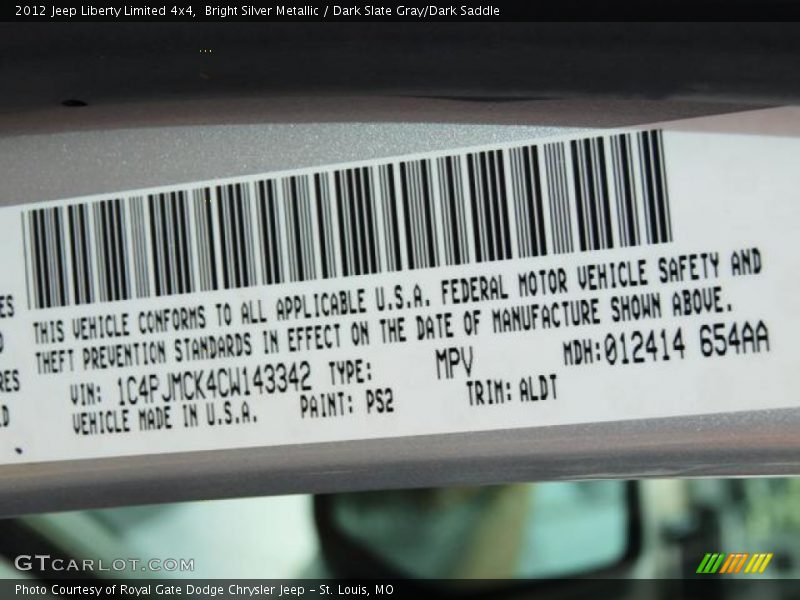 2012 Jeep Liberty Limited 4x4,  Bright Silver Metallic / Dark Slate Gray/Dark Saddle
THIS VEHICLE CONFORMS TO ALL APPLICABLE U.S.A. FEDERAL MOTOR VEHICLE SAFETY AND
THEFT PREVENTION STANDARDS IN EFFECT ON THE DATE OF MANUFACTURE SHOWN ABOVE.
VIN: 1C4PJMCK4CW143342 TYPE: MPV MDH:012414 654AA
VEHICLE MADE IN U.S.A. PAINT: PS2 TRIM: ALDT
GTCARLOT.COM
Photo Courtesy of Royal Gate Dodge Chrysler Jeep – St. Louis, MO